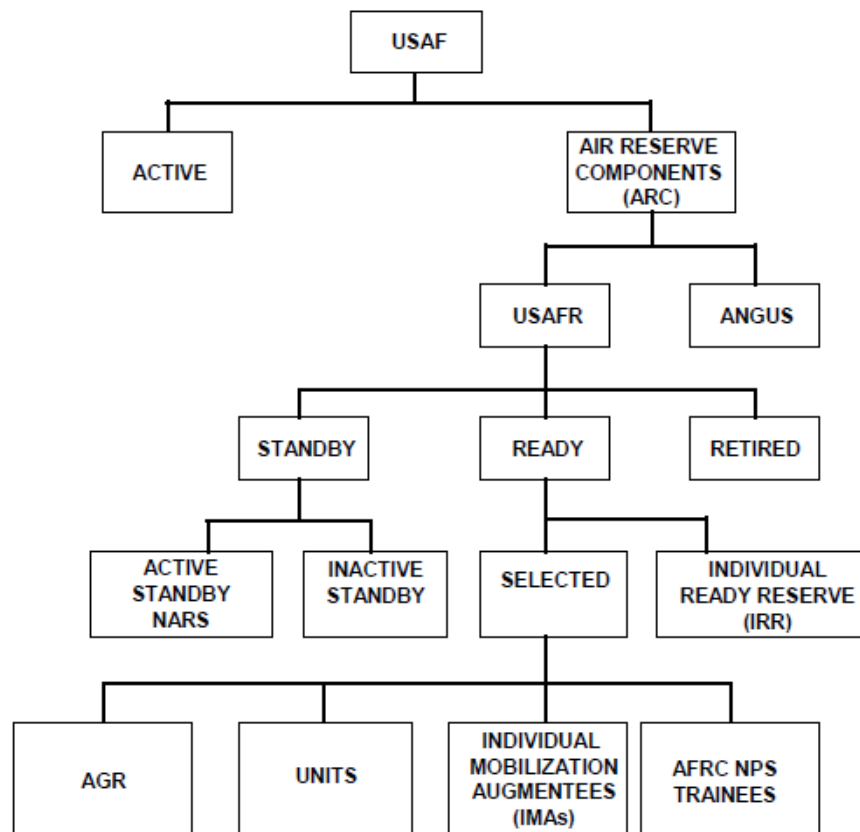 USAF
ACTIVE
AIR RESERVE
COMPONENTS
(ARC)
USAFR
ANGUS
STANDBY
READY
RETIRED
ACTIVE
STANDBY
NARS
INACTIVE
STANDBY
SELECTED
INDIVIDUAL
READY RESERVE
(IRR)
AGR
UNITS
INDIVIDUAL
MOBILIZATION
AUGMENTEES
(IMAs)
AFRC NPS
TRAINEES